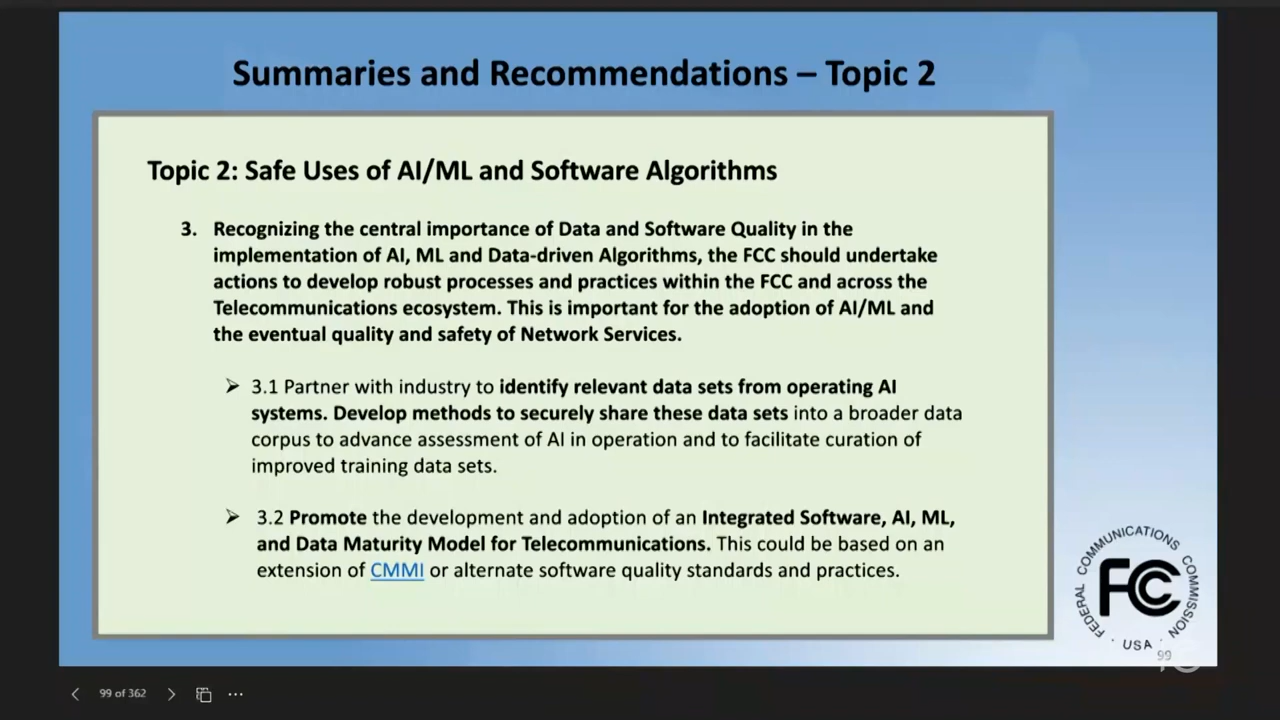 Summaries and Recommendations – Topic 2
Topic 2: Safe Uses of AI/ML and Software Algorithms
3. Recognizing the central importance of Data and Software Quality in the
implementation of AI, ML and Data-driven Algorithms, the FCC should undertake
actions to develop robust processes and practices within the FCC and across the
Telecommunications ecosystem. This is important for the adoption of AI/ML and
the eventual quality and safety of Network Services.
➢ 3.1 Partner with industry to identify relevant data sets from operating AI
systems. Develop methods to securely share these data sets into a broader data
corpus to advance assessment of AI in operation and to facilitate curation of
improved training data sets.
➢ 3.2 Promote the development and adoption of an Integrated Software, AI, ML,
and Data Maturity Model for Telecommunications. This could be based on an
extension of CMMI or alternate software quality standards and practices.
FEDERAL COMMUNICATIONS COMMISSION
FCC
· USA ·
99
99 of 362